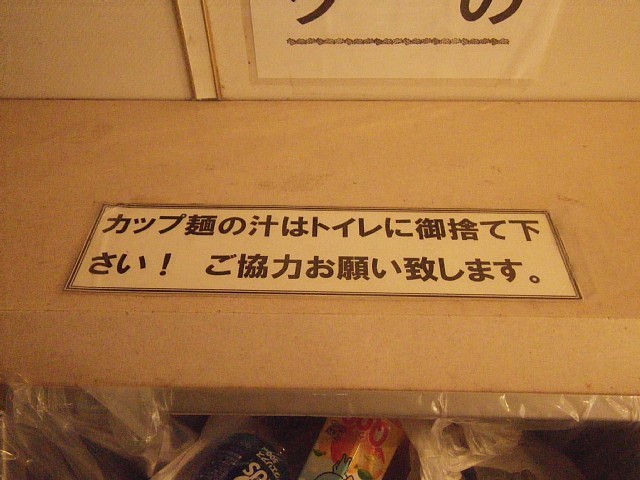 の
カップ麺の汁はトイレに御捨て下
さい！　ご協力お願い致します。